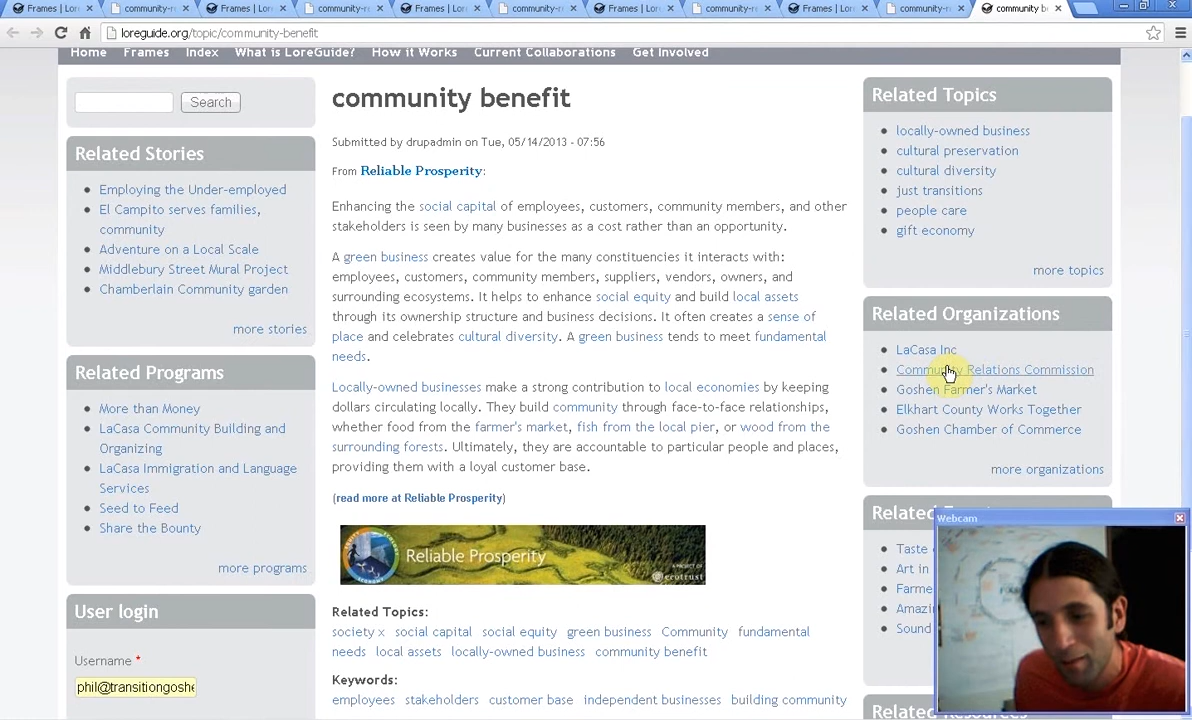 Frames | Lor
community-r
Frames | Lor
community-r
Frames | Lor
community-r
Frames | Lor
community-r
Frames | Lor
community-r
community be
loreguide.org/topic/community-benefit
Home Frames Index What is LoreGuide? How it Works Current Collaborations Get Involved
Search
Related Stories
Employing the Under-employed
El Campito serves families,
community
Adventure on a Local Scale
Middlebury Street Mural Project
Chamberlain Community garden
more stories
Related Programs
More than Money
LaCasa Community Building and
Organizing
LaCasa Immigration and Language
Services
Seed to Feed
Share the Bounty
more programs
User login
Username *
phil@transitiongoshe
community benefit
Submitted by drupadmin on Tue, 05/14/2013 - 07:56
From Reliable Prosperity:
Enhancing the social capital of employees, customers, community members, and other
stakeholders is seen by many businesses as a cost rather than an opportunity.
A green business creates value for the many constituencies it interacts with:
employees, customers, community members, suppliers, vendors, owners, and
surrounding ecosystems. It helps to enhance social equity and build local assets
through its ownership structure and business decisions. It often creates a sense of
place and celebrates cultural diversity. A green business tends to meet fundamental
needs.
Locally-owned businesses make a strong contribution to local economies by keeping
dollars circulating locally. They build community through face-to-face relationships,
whether food from the farmer's market, fish from the local pier, or wood from the
surrounding forests. Ultimately, they are accountable to particular people and places,
providing them with a loyal customer base.
(read more at Reliable Prosperity)
Reliable Prosperity
A PROJECT OF
ecotrust
Related Topics:
society x social capital social equity green business Community fundamental
needs local assets locally-owned business community benefit
Keywords:
employees stakeholders customer base independent businesses building community
Related Topics
locally-owned business
cultural preservation
cultural diversity
just transitions
people care
gift economy
more topics
Related Organizations
LaCasa Inc
Community Relations Commission
Goshen Farmer's Market
Elkhart County Works Together
Goshen Chamber of Commerce
more organizations
Related
Taste
Art in
Farme
Amazi
Sound
Related Resources
Webcam